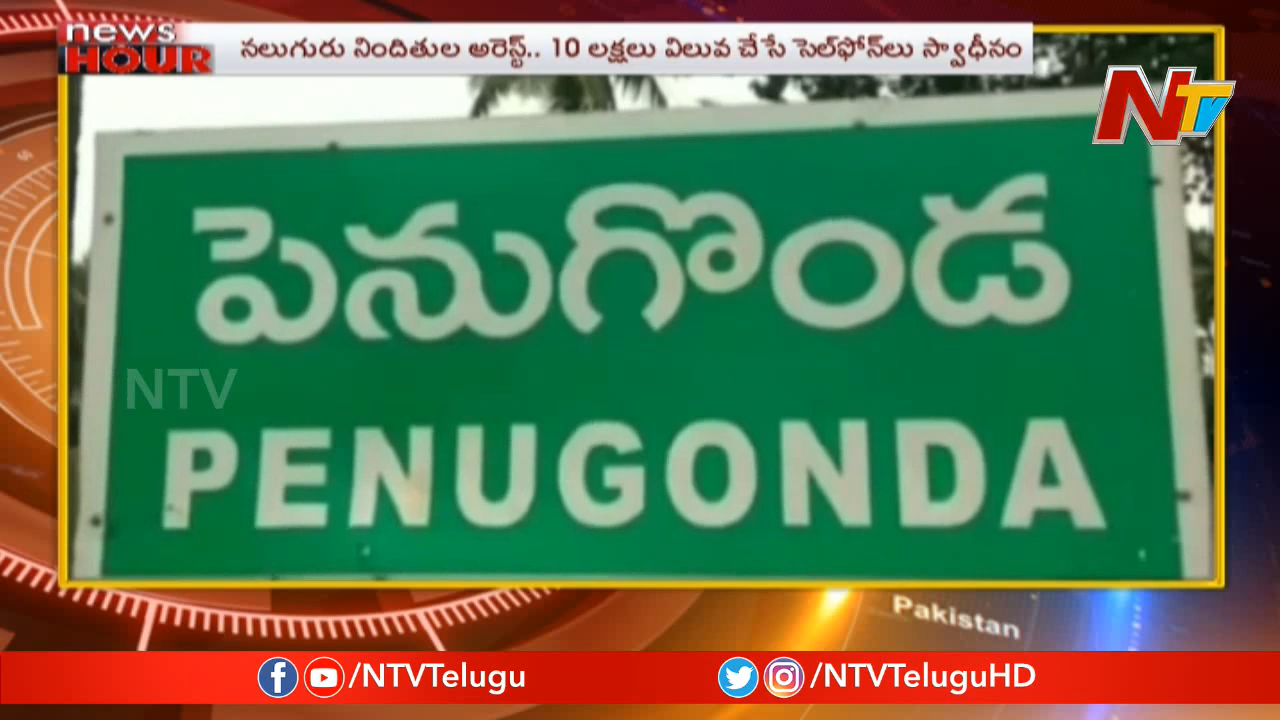 news
HOUR
నలుగురు నిందితుల అరెస్ట్.. 10 లక్షలు విలువ చేసే సెల్‌ఫోన్‌లు స్వాధీనం
NTV
పెనుగొండ
NTV
PENUGONDA
Pakistan
/NTVTelugu
/NTVTeluguHD